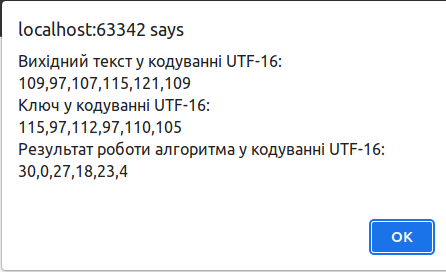 localhost:63342 says
Вихідний текст у кодуванні UTF-16:
109,97,107,115,121,109
Ключ у кодуванні UTF-16:
115,97,112,97,110,105
Результат роботи алгоритма у кодуванні UTF-16:
30,0,27,18,23,4
OK